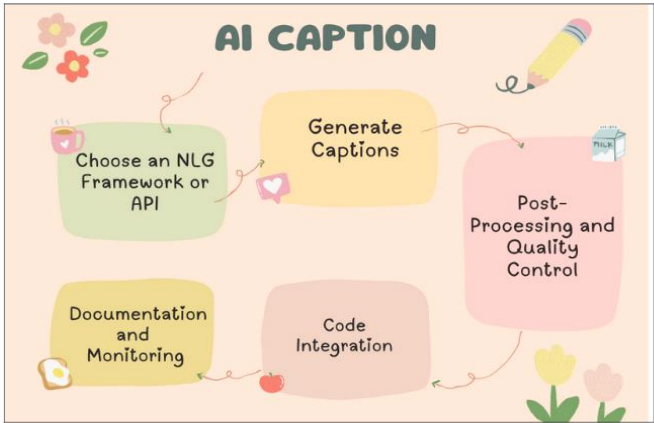 AI CAPTION
Choose an NLG
Framework or
API
Generate
Captions
MILK
Post-
Processing and
Quality
Control
Code
Integration
Documentation
and
Monitoring